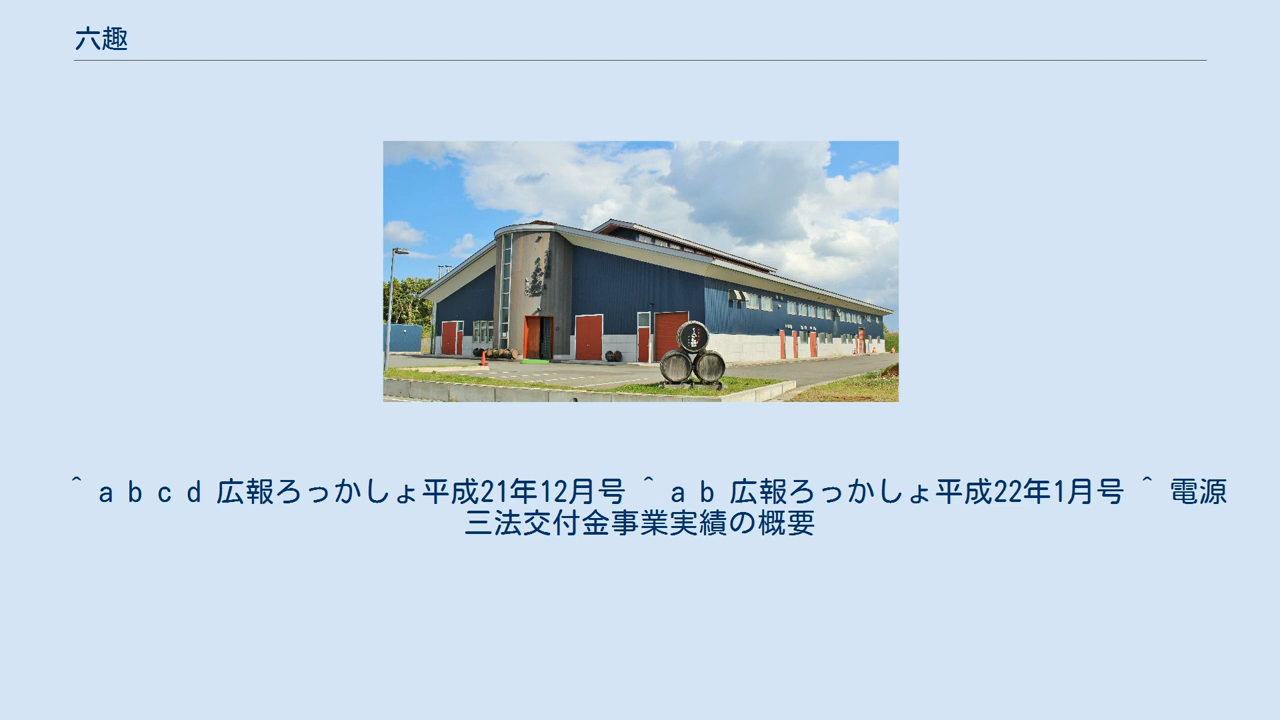 六趣
^ a b c d 広報ろっかしょ平成21年12月号 ^ a b 広報ろっかしょ平成22年1月号 ^ 電源
三法交付金事業実績の概要